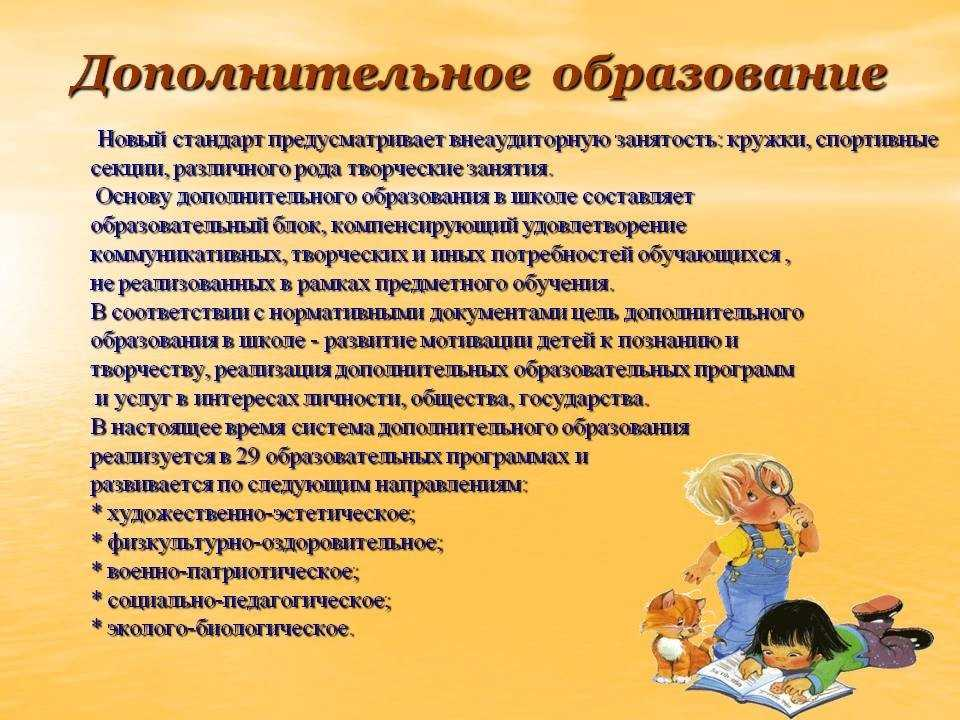 Дополнительное образование
Новый стандарт предусматривает внеаудиторную занятость: кружки, спортивные
секции, различного рода творческие занятия.
Основу дополнительного образования в школе составляет
образовательный блок, компенсирующий удовлетворение
коммуникативных, творческих и иных потребностей обучающихся ,
не реализованных в рамках предметного обучения.
В соответствии с нормативными документами цель дополнительного
образования в школе - развитие мотивации детей к познанию и
творчеству, реализация дополнительных образовательных программ
и услуг в интересах личности, общества, государства.
В настоящее время система дополнительного образования
реализуется в 29 образовательных программах и
развивается по следующим направлениям:
* художественно-эстетическое;
* физкультурно-оздоровительное;
* военно-патриотическое;
* социально-педагогическое;
* эколого-биологическое.